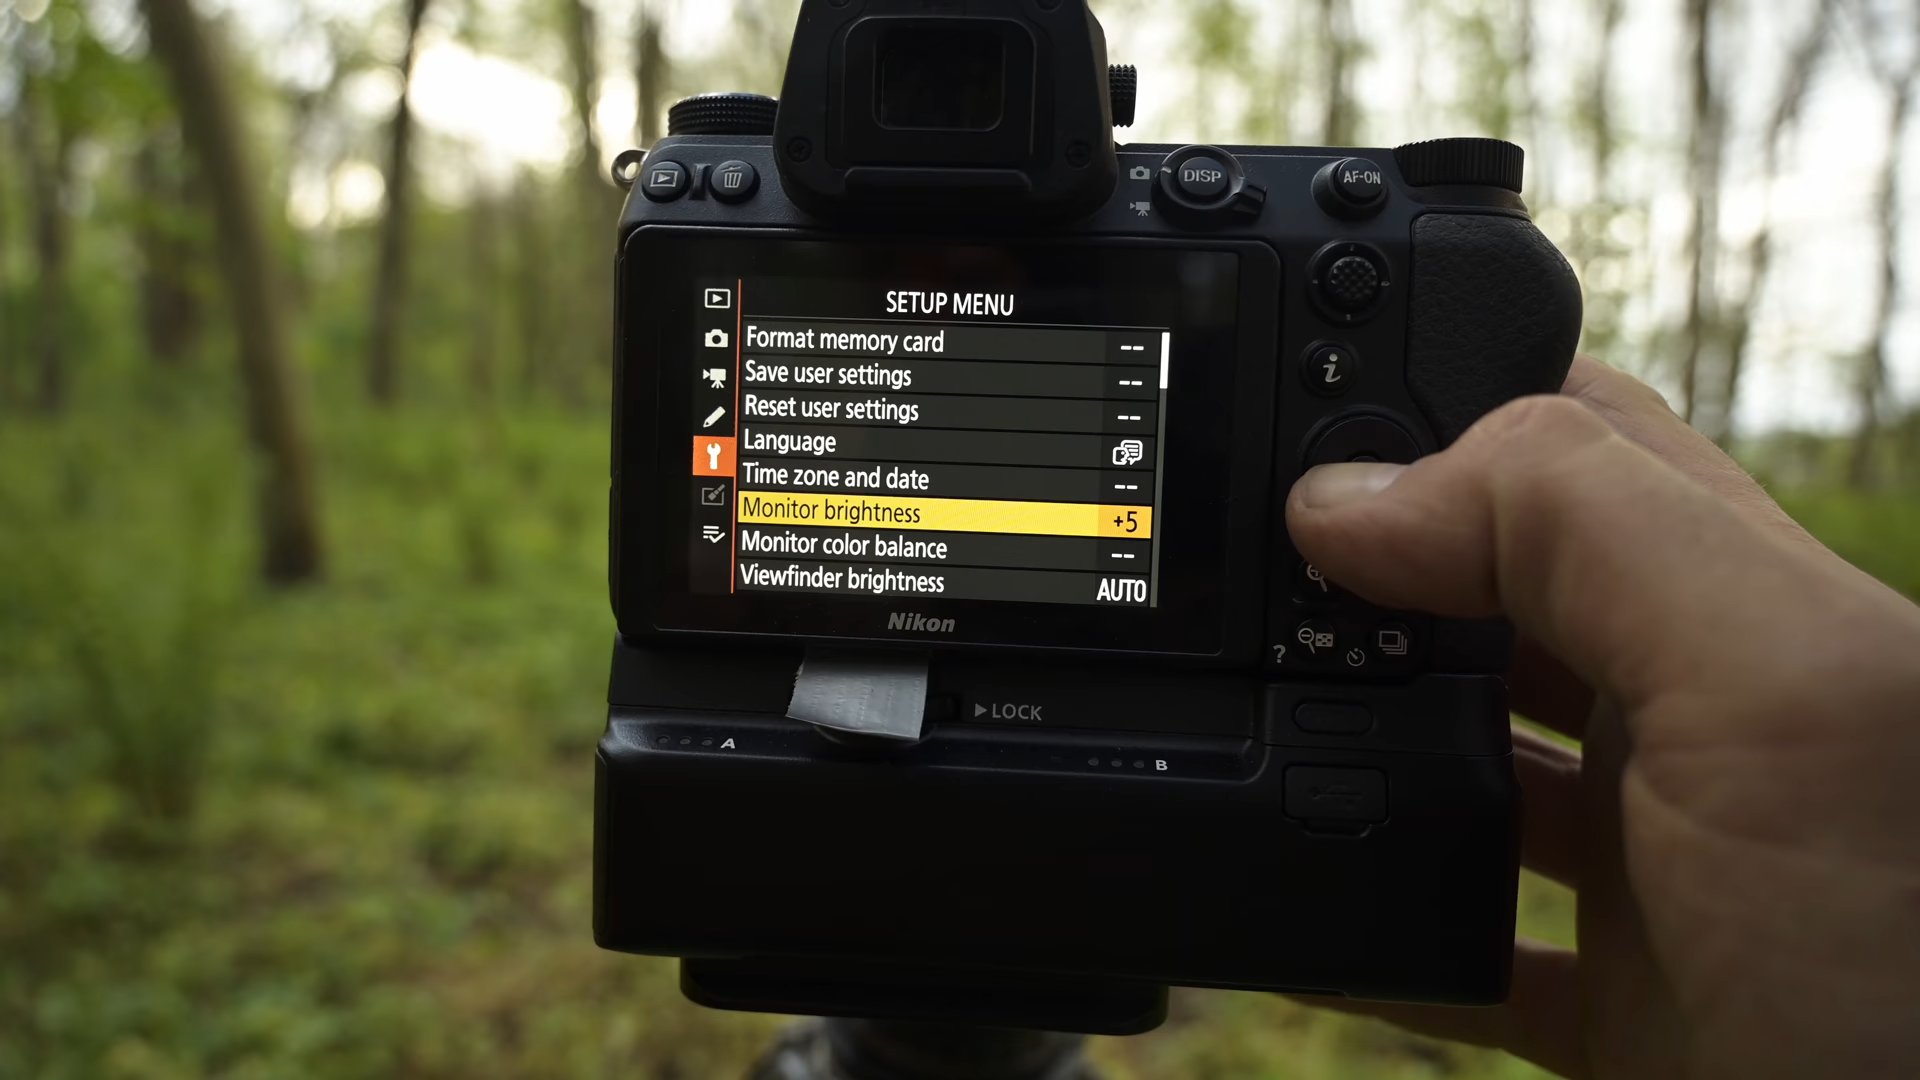 DISP
AF-ON
SETUP MENU
Format memory card --
Save user settings --
Reset user settings --
Language
Time zone and date --
Monitor brightness +5
Monitor color balance --
Viewfinder brightness AUTO
i
Nikon
?
LOCK
A
B